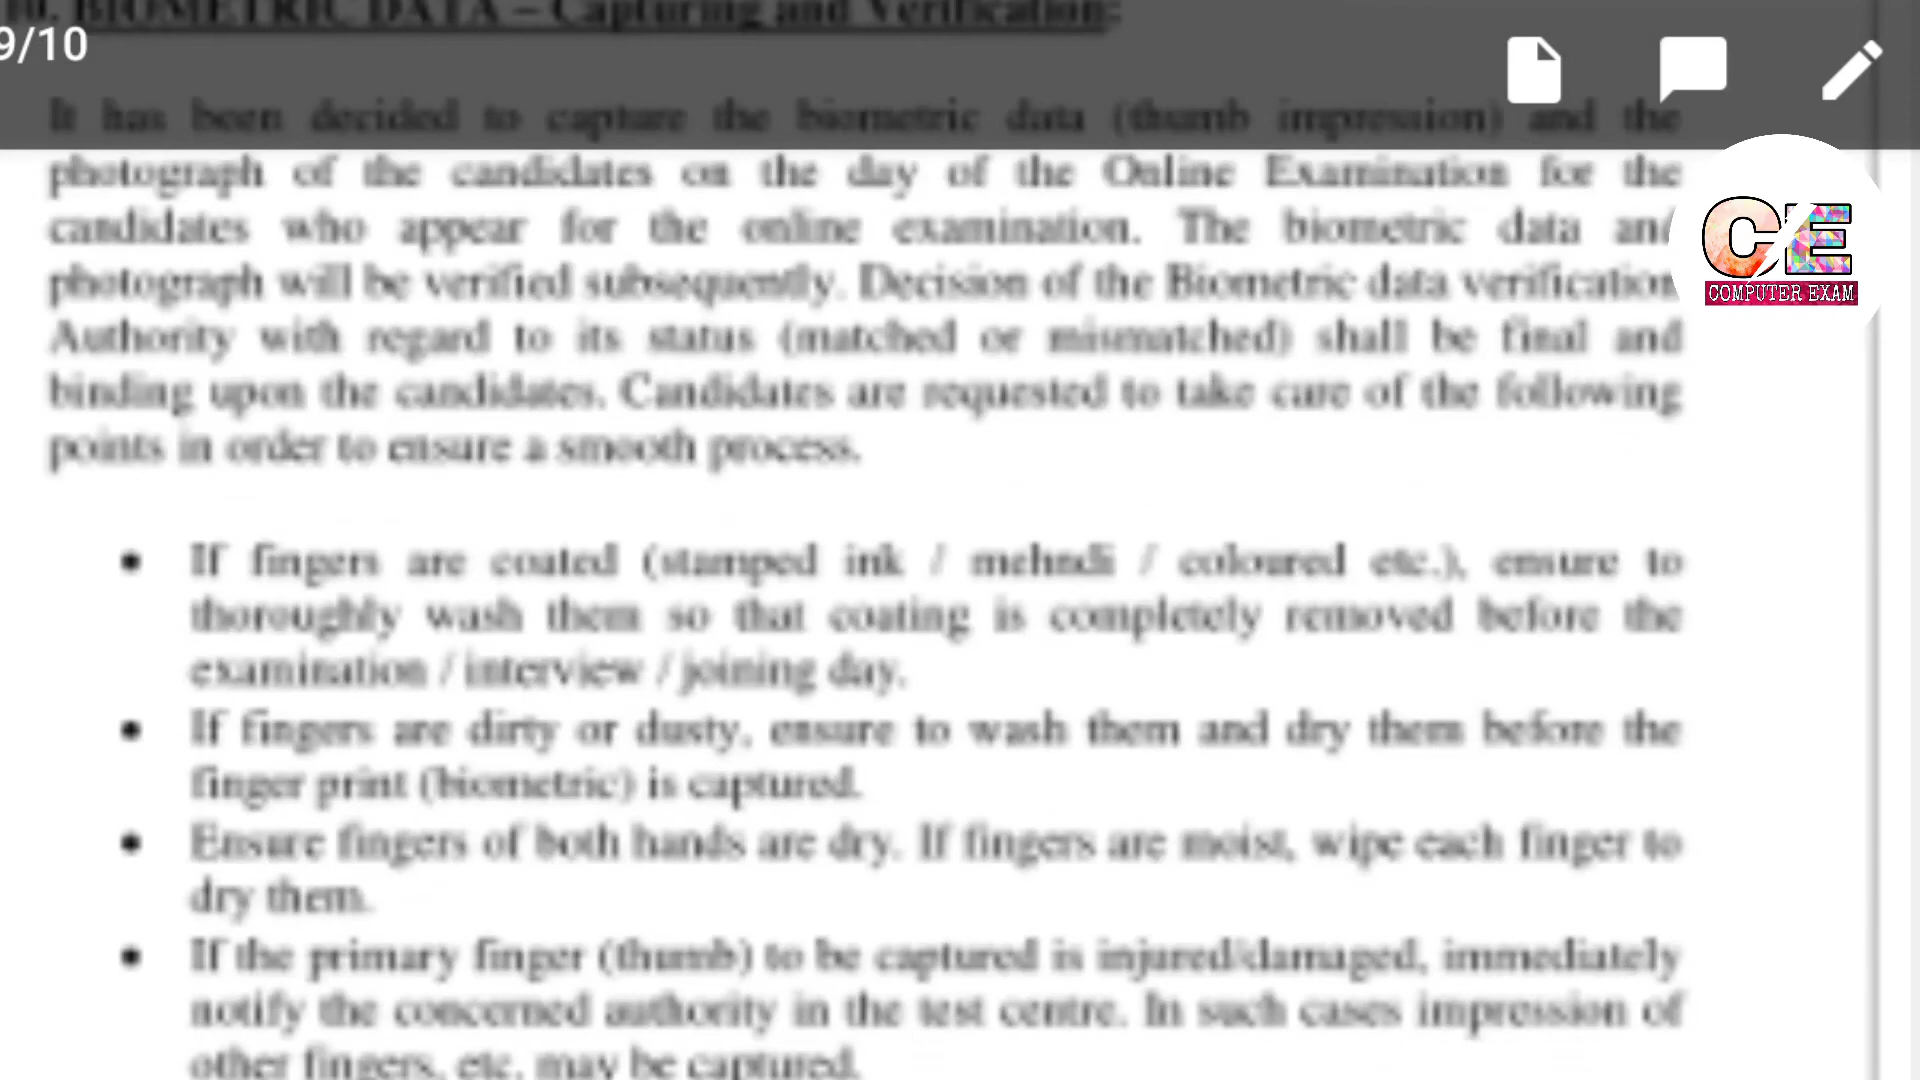 10. BIOMETRIC DATA – Capturing and Verification:
9/10
It has been decided to capture the biometric data (thumb impression) and the
photograph of the candidates on the day of the Online Examination for the
candidates who appear for the online examination. The biometric data and
photograph will be verified subsequently. Decision of the Biometric data verification
Authority with regard to its status (matched or mismatched) shall be final and
binding upon the candidates. Candidates are requested to take care of the following
points in order to ensure a smooth process.
• If fingers are coated (stamped ink / mehndi / coloured etc.), ensure to
thoroughly wash them so that coating is completely removed before the
examination / interview / joining day.
• If fingers are dirty or dusty, ensure to wash them and dry them before the
finger print (biometric) is captured.
• Ensure fingers of both hands are dry. If fingers are moist, wipe each finger to
dry them.
• If the primary finger (thumb) to be captured is injured/damaged, immediately
notify the concerned authority in the test centre. In such cases impression of
other fingers, etc. may be captured.
CE
COMPUTER EXAM